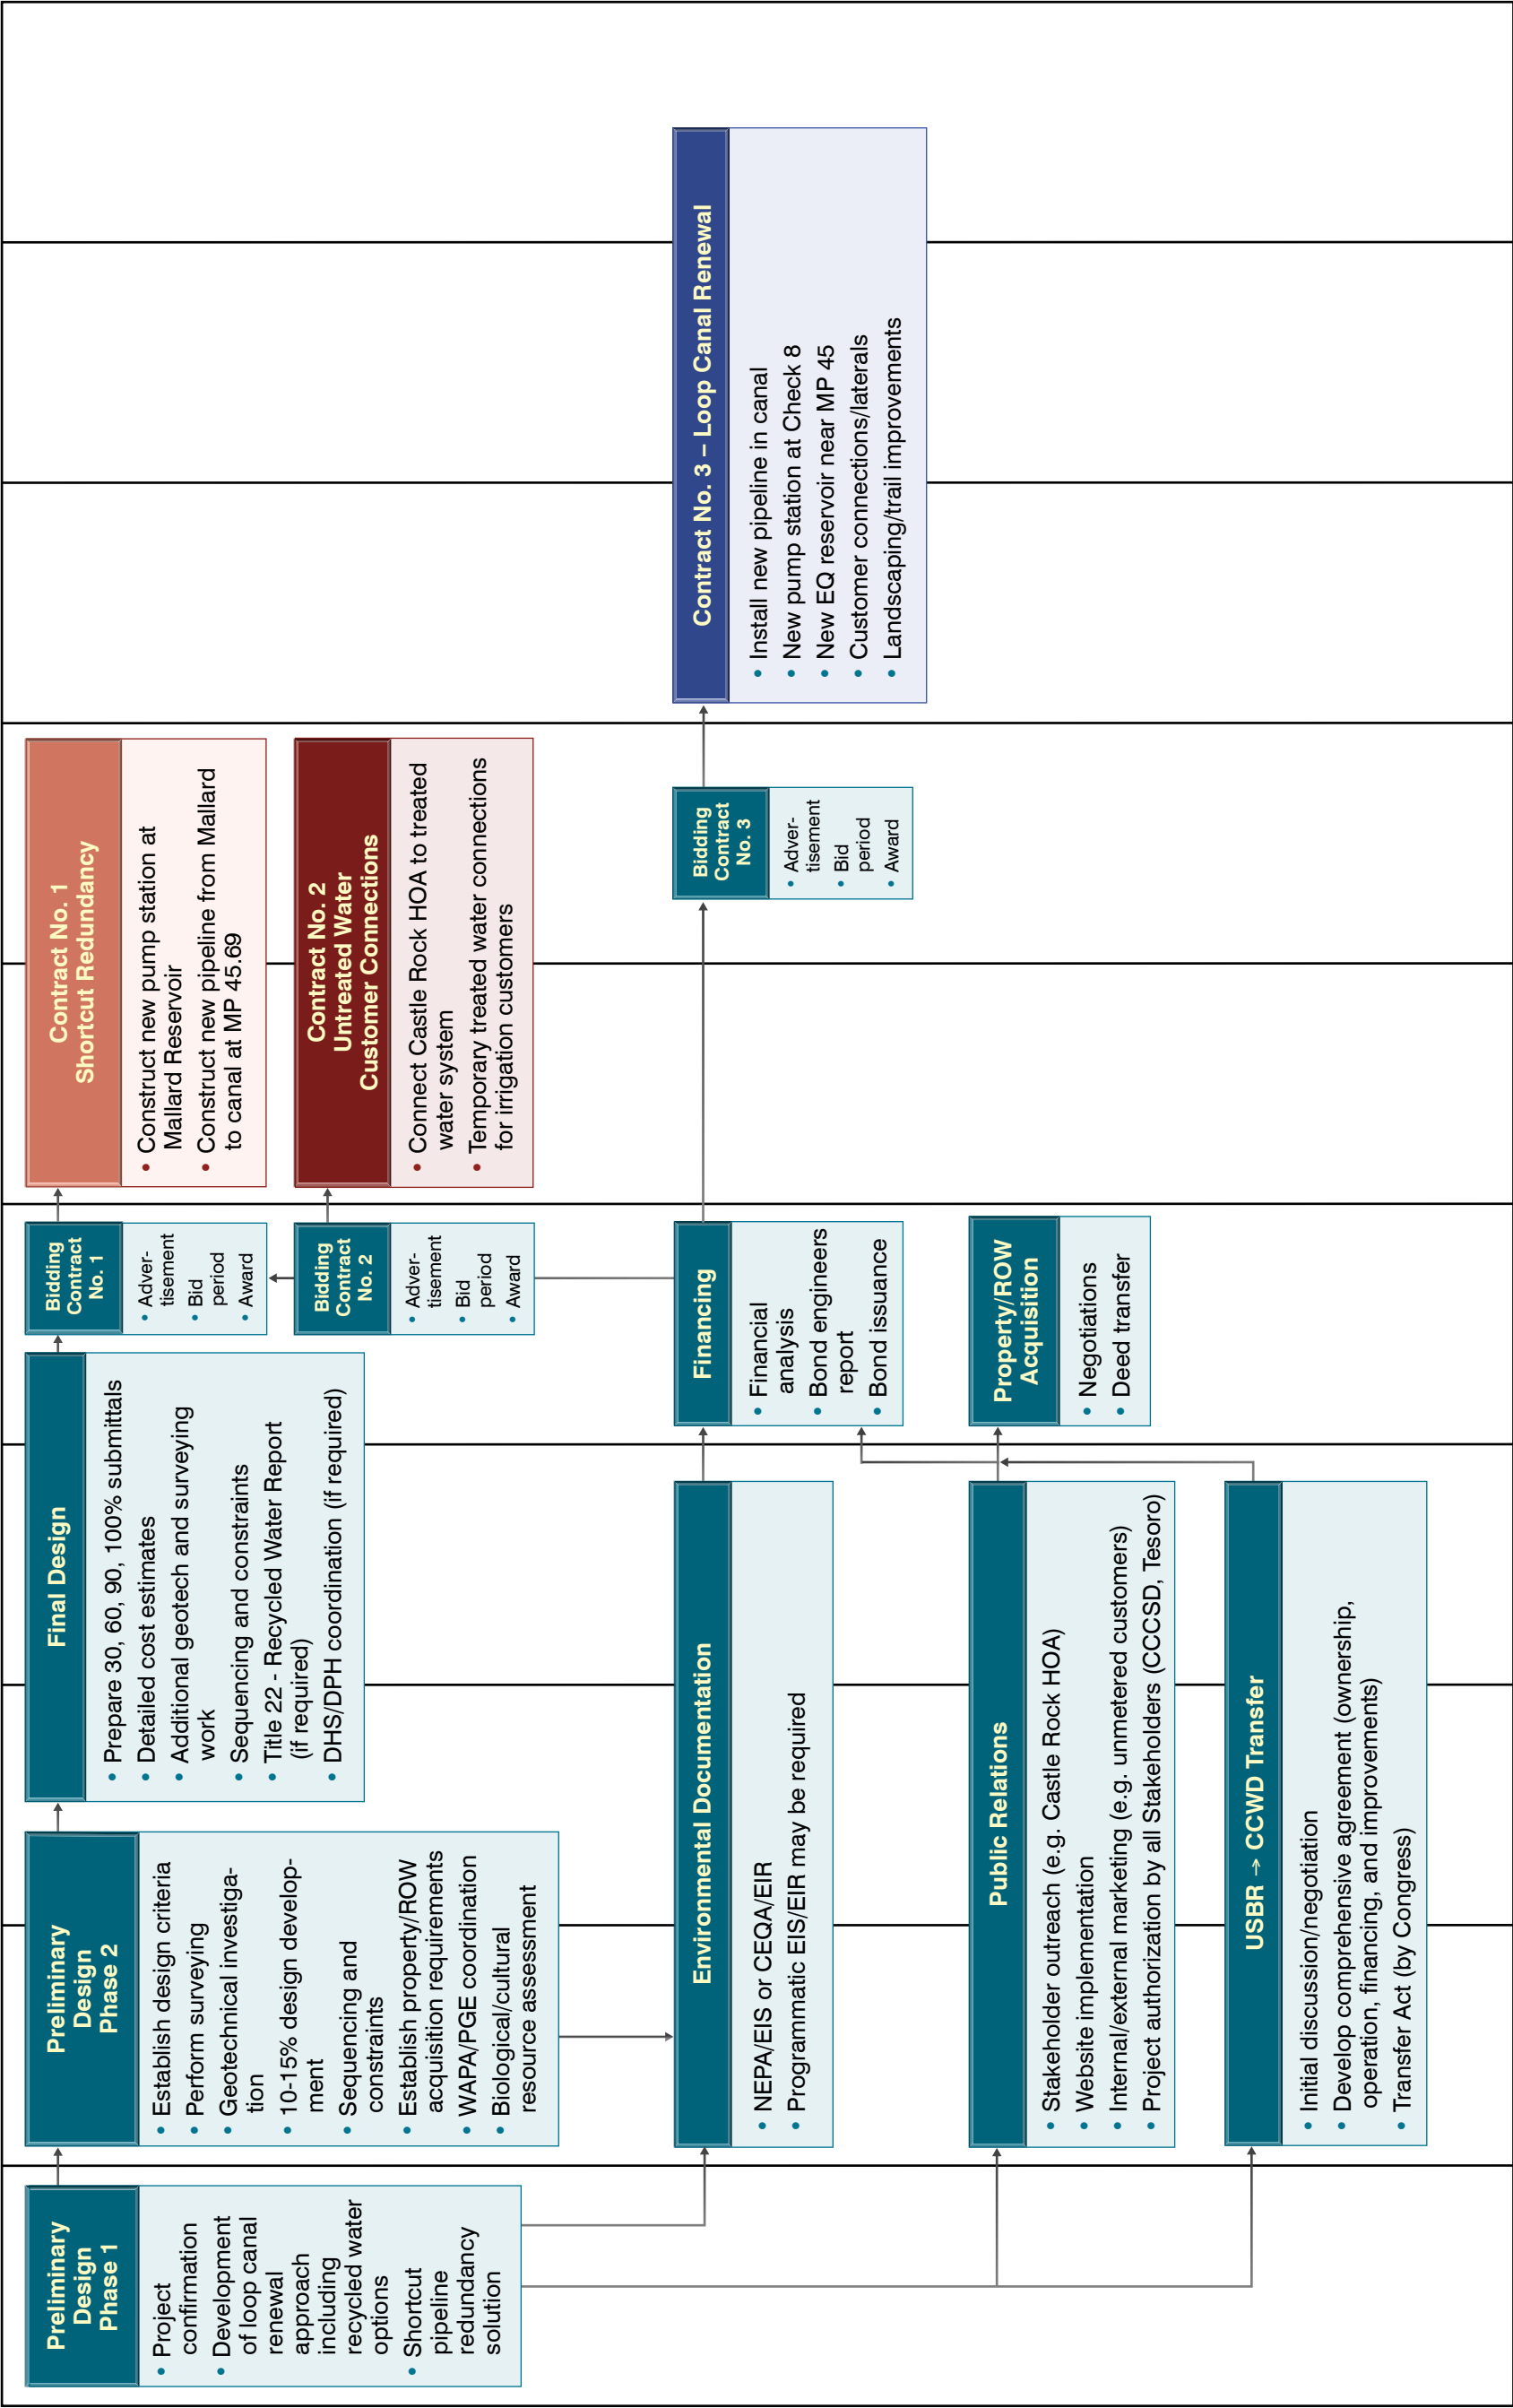 Preliminary
Design
Phase 1
• Project
confirmation
• Development
of loop canal
renewal
approach
including
recycled water
options
• Shortcut
pipeline
redundancy
solution
Preliminary
Design
Phase 2
• Establish design criteria
• Perform surveying
• Geotechnical investiga-
tion
• 10-15% design develop-
ment
• Sequencing and
constraints
• Establish property/ROW
acquisition requirements
• WAPA/PGE coordination
• Biological/cultural
resource assessment
Final Design
• Prepare 30, 60, 90, 100% submittals
• Detailed cost estimates
• Additional geotech and surveying
work
• Sequencing and constraints
• Title 22 - Recycled Water Report
(if required)
• DHS/DPH coordination (if required)
Bidding
Contract
No. 1
• Adver-
tisement
• Bid
period
• Award
Contract No. 1
Shortcut Redundancy
• Construct new pump station at
Mallard Reservoir
• Construct new pipeline from Mallard
to canal at MP 45.69
Bidding
Contract
No. 2
• Adver-
tisement
• Bid
period
• Award
Contract No. 2
Untreated Water
Customer Connections
• Connect Castle Rock HOA to treated
water system
• Temporary treated water connections
for irrigation customers
Environmental Documentation
• NEPA/EIS or CEQA/EIR
• Programmatic EIS/EIR may be required
Financing
• Financial
analysis
• Bond engineers
report
• Bond issuance
Bidding
Contract
No. 3
• Adver-
tisement
• Bid
period
• Award
Contract No. 3 – Loop Canal Renewal
• Install new pipeline in canal
• New pump station at Check 8
• New EQ reservoir near MP 45
• Customer connections/laterals
• Landscaping/trail improvements
Public Relations
• Stakeholder outreach (e.g. Castle Rock HOA)
• Website implementation
• Internal/external marketing (e.g. unmetered customers)
• Project authorization by all Stakeholders (CCCSD, Tesoro)
Property/ROW
Acquisition
• Negotiations
• Deed transfer
USBR → CCWD Transfer
• Initial discussion/negotiation
• Develop comprehensive agreement (ownership,
operation, financing, and improvements)
• Transfer Act (by Congress)